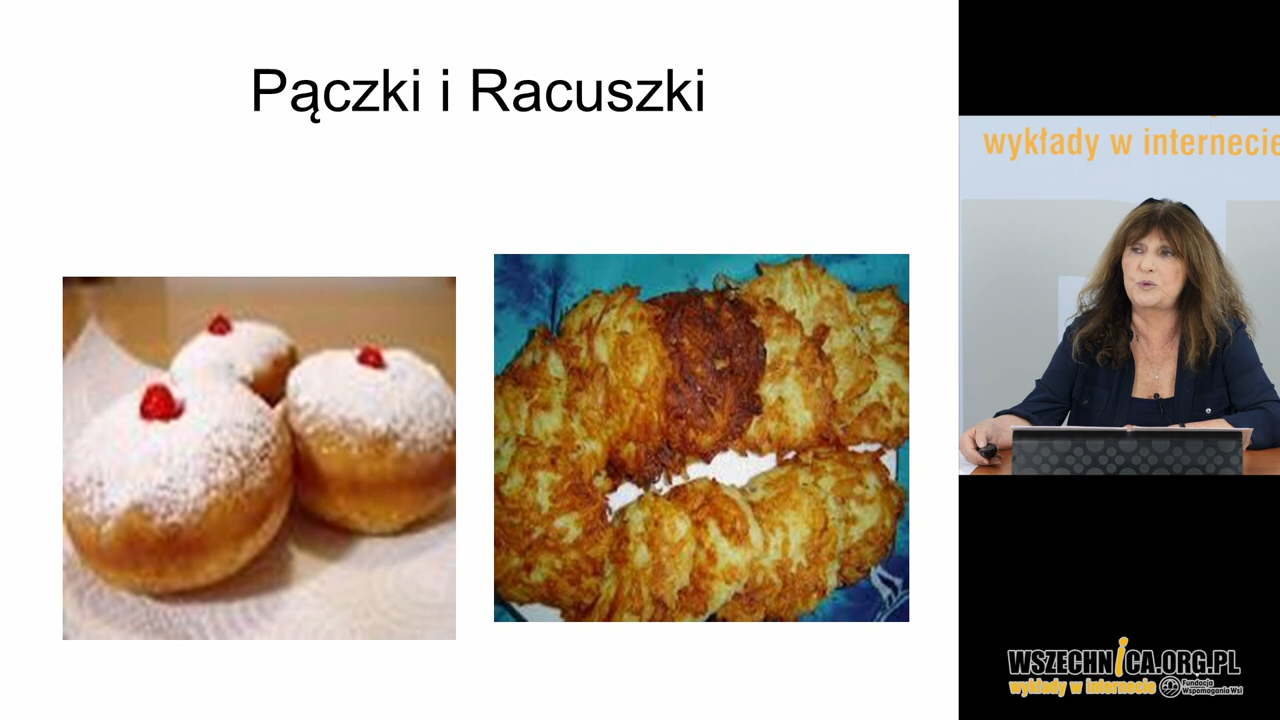 Pączki i Racuszki
wykłady w internecie
WSZECHNICA.ORG.PL
wykłady w internecie
Fundacja
Wspomagania Wsi